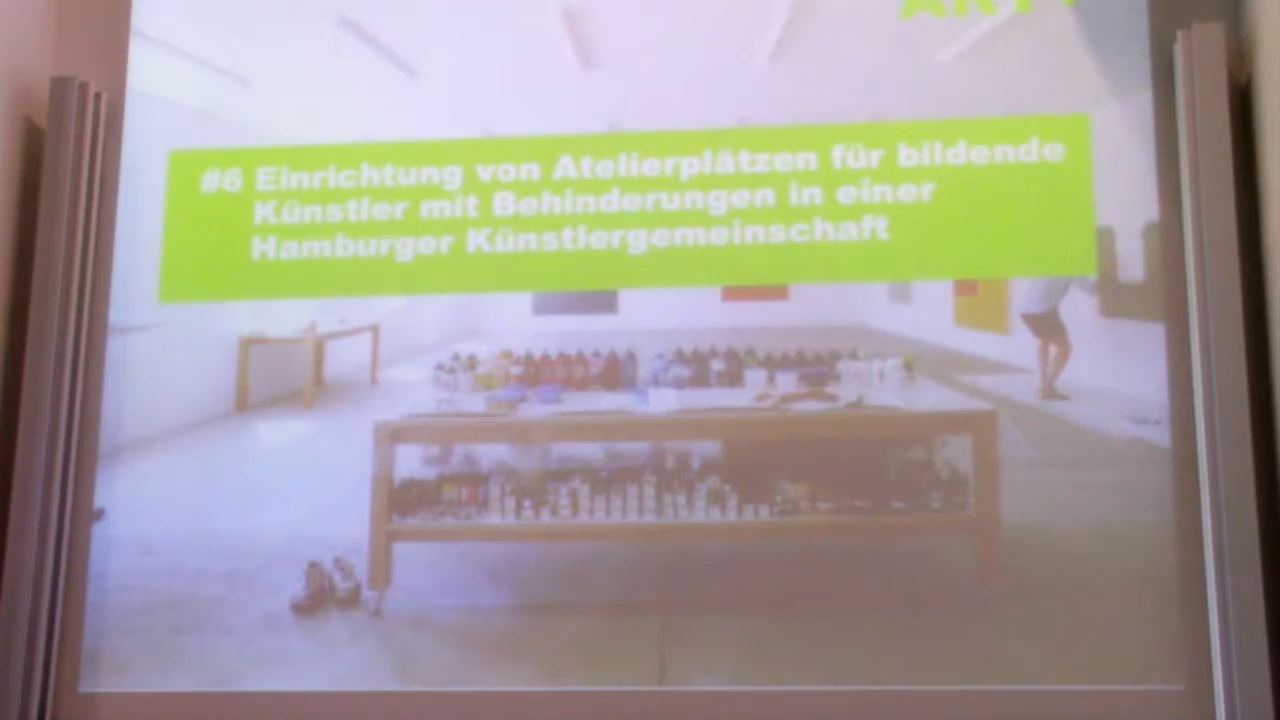 #6 Einrichtung von Atelierplätzen für bildende
Künstler mit Behinderungen in einer
Hamburger Künstlergemeinschaft